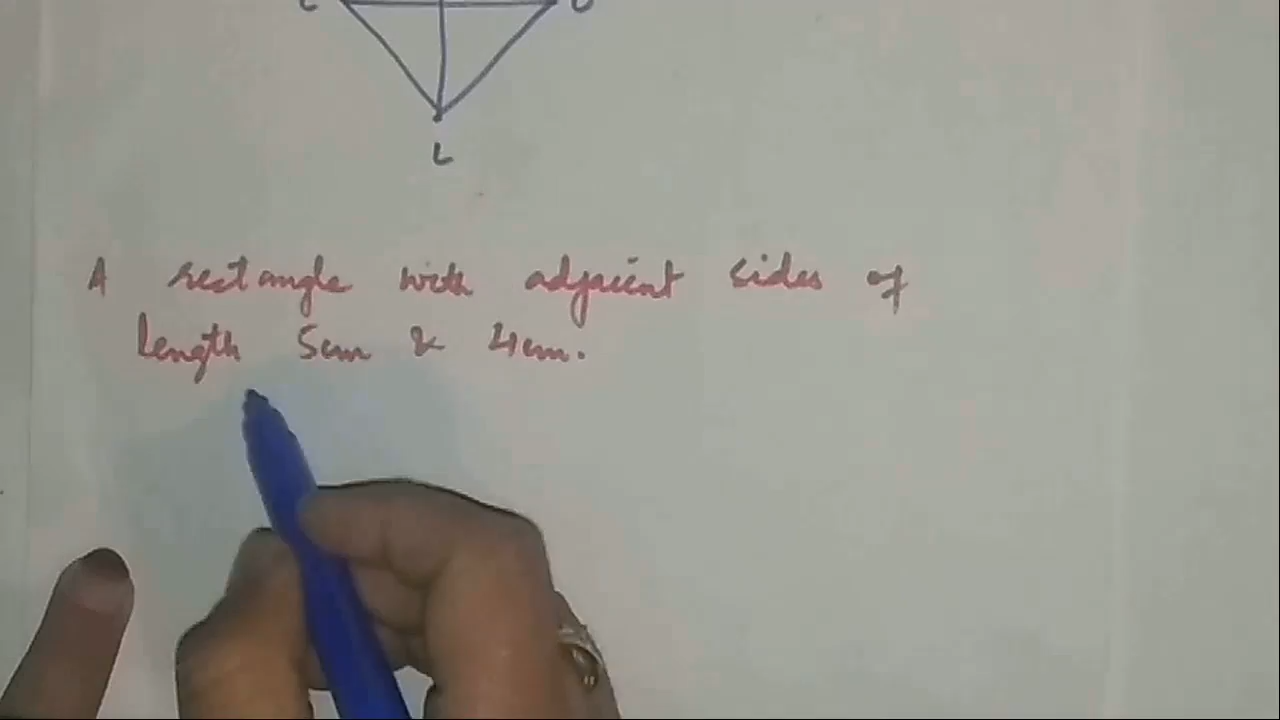 L
A rectangle with adjacent sides of
length 5cm & 4cm.